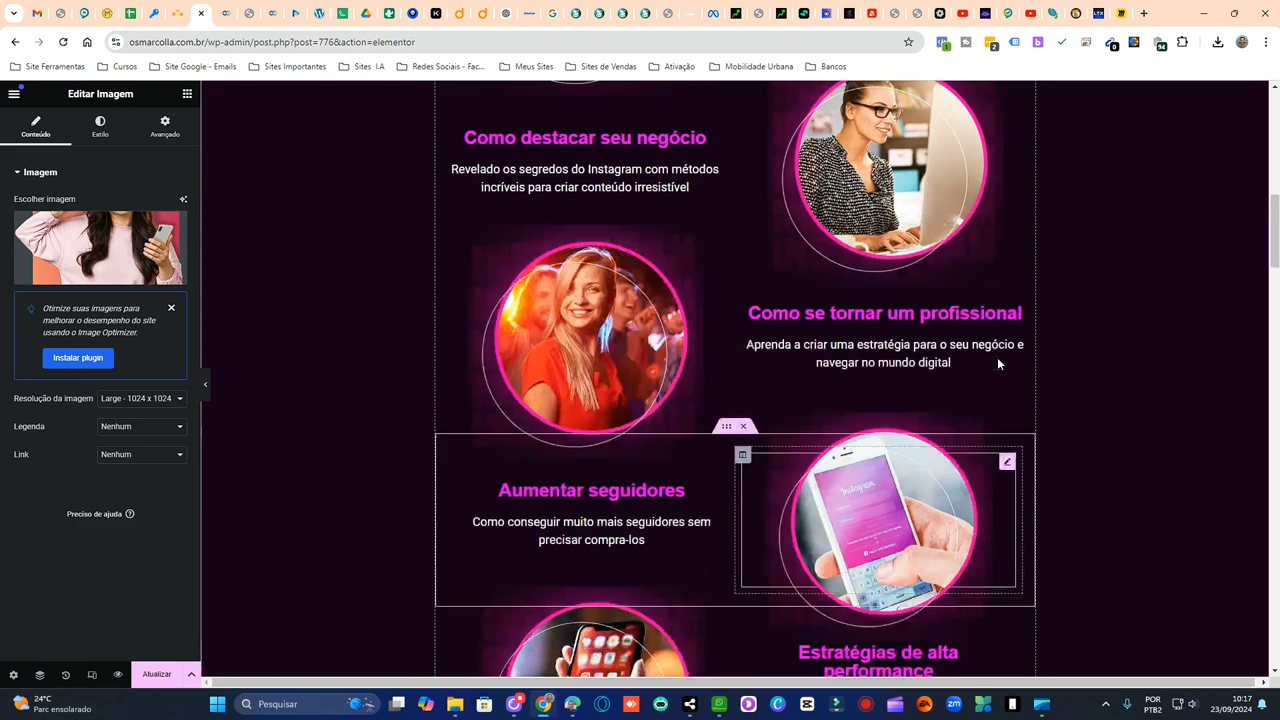 osmarcolla.com.br/wp-admin/post.php?post=776&action=elementor
Site Ferramentas
Cursos
Site Google - Emails
Sites Importantes
Sites I.A
Redes Sociais - Fac...
Meus Sites
Sites de Vendas
Ativação
Mobilidade Urbana
Bancos
Editar Imagem
Conteúdo
Estilo
Avançado
Imagem
Escolher imagem
Otimize suas imagens para
melhorar o desempenho do site
usando o Image Optimizer.
Instalar plugin
Resolução da imagem
Large - 1024 x 1024
Legenda
Nenhum
Link
Nenhum
Preciso de ajuda
Atualizar
Como destacar seu negócio
Revelado os segredos do Instagram com métodos
incríveis para criar conteúdo irresistível
Como se tornar um profissional
Aprenda a criar uma estratégia para o seu negócio e
navegar no mundo digital
Aumentar seguidores
Como conseguir muito mais seguidores sem
precisar compra-los
Instagram
Estratégias de alta
performance
24°C
Parc ensolarado
Pesquisar
POR
PTB2
10:17
23/09/2024